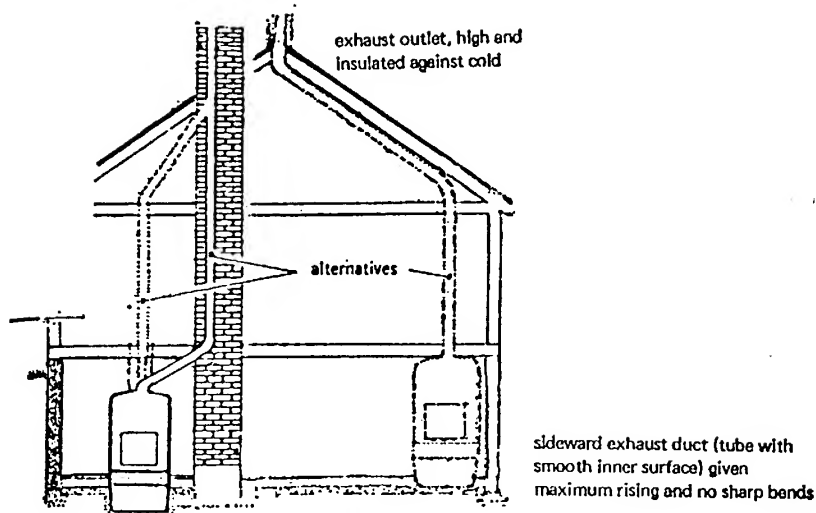 exhaust outlet, high and
insulated against cold
alternatives
sideward exhaust duct (tube with
smooth inner surface) given
maximum rising and no sharp bends